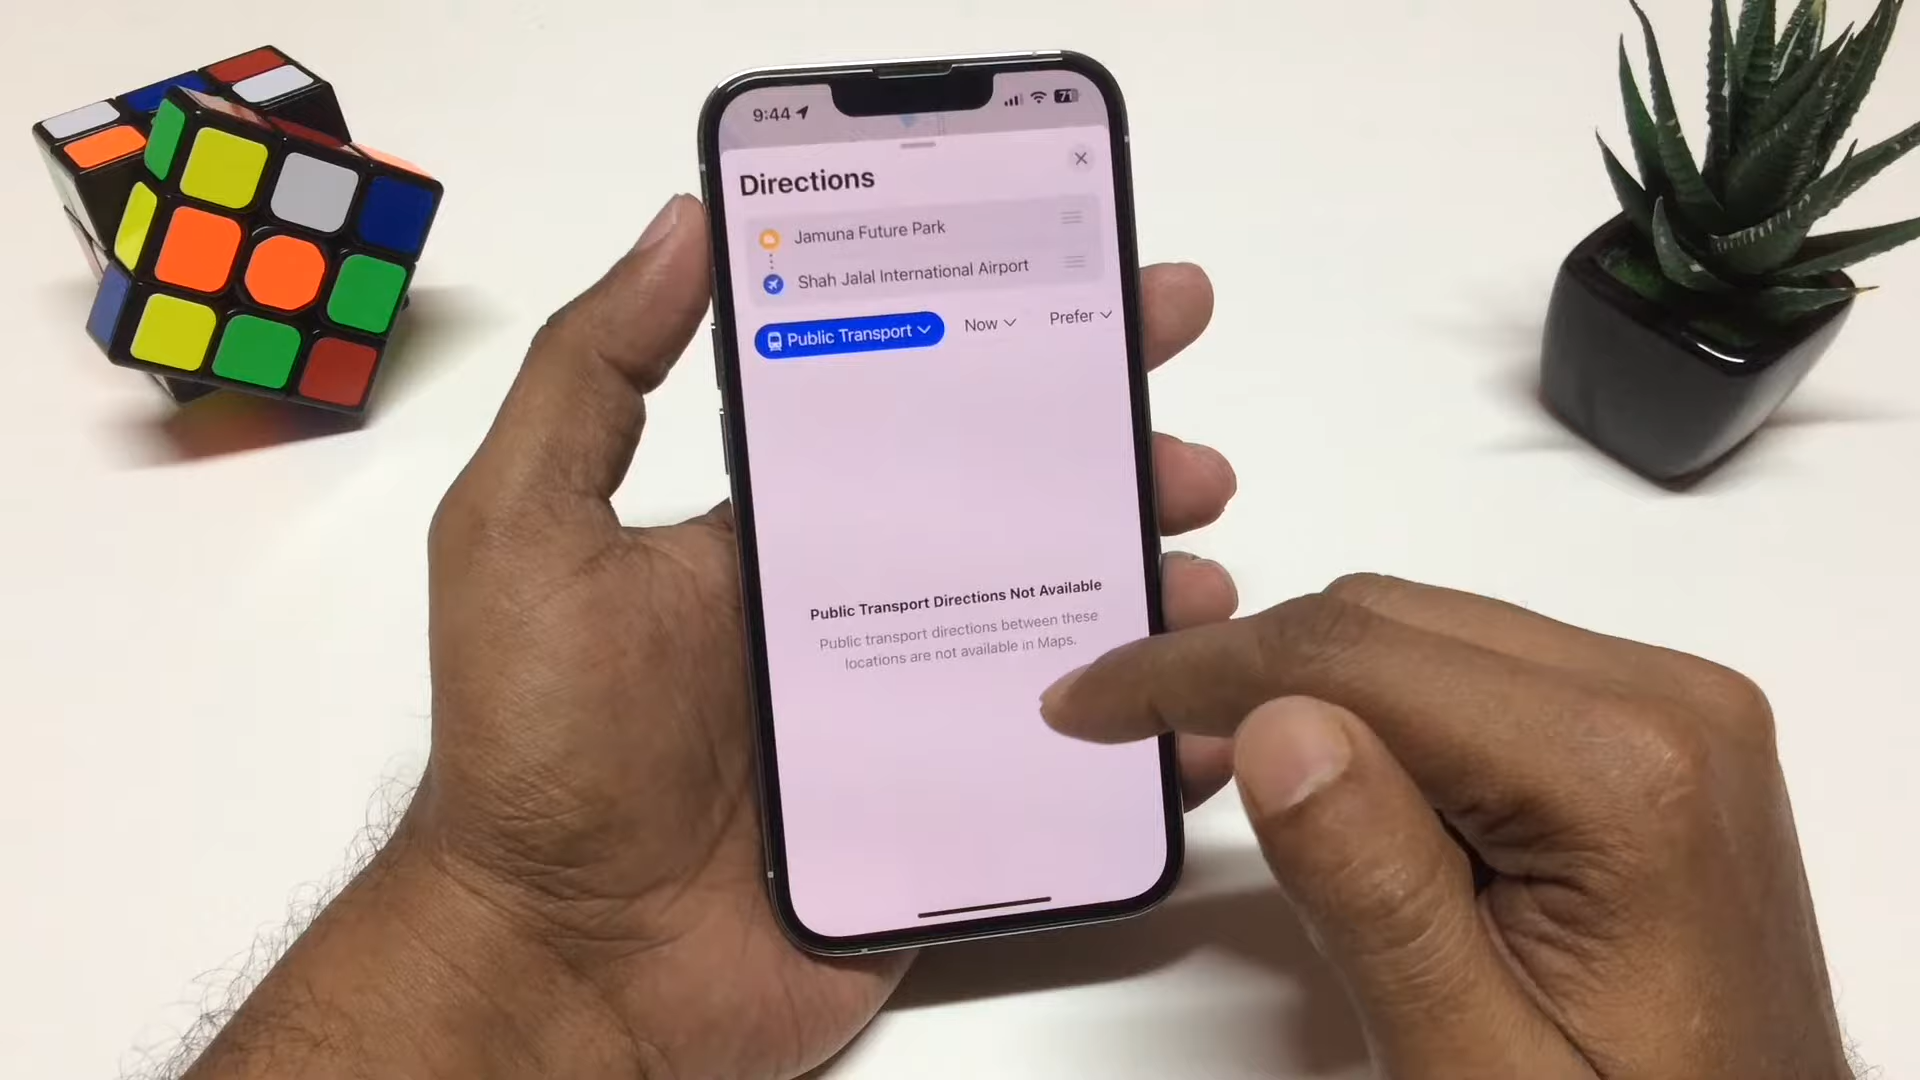 9:44
71
Directions
Jamuna Future Park
Shah Jalal International Airport
Public Transport Now Prefer
Public Transport Directions Not Available
Public transport directions between these
locations are not available in Maps.